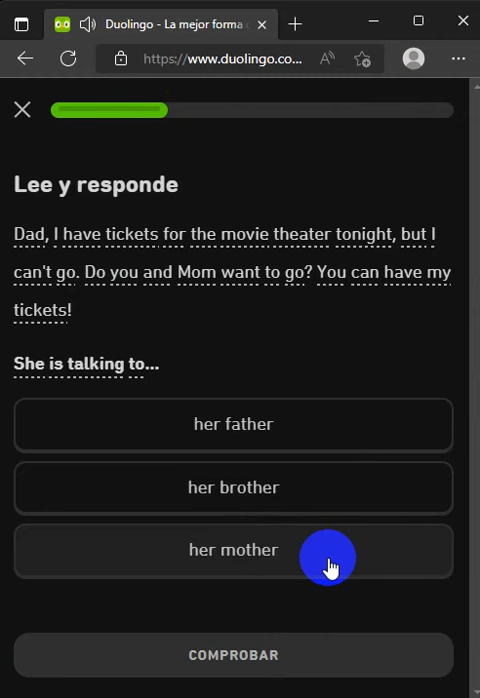 Duolingo - La mejor forma
https://www.duolingo.co...
Lee y responde
Dad, I have tickets for the movie theater tonight, but I
can't go. Do you and Mom want to go? You can have my
tickets!
She is talking to...
her father
her brother
her mother
COMPROBAR